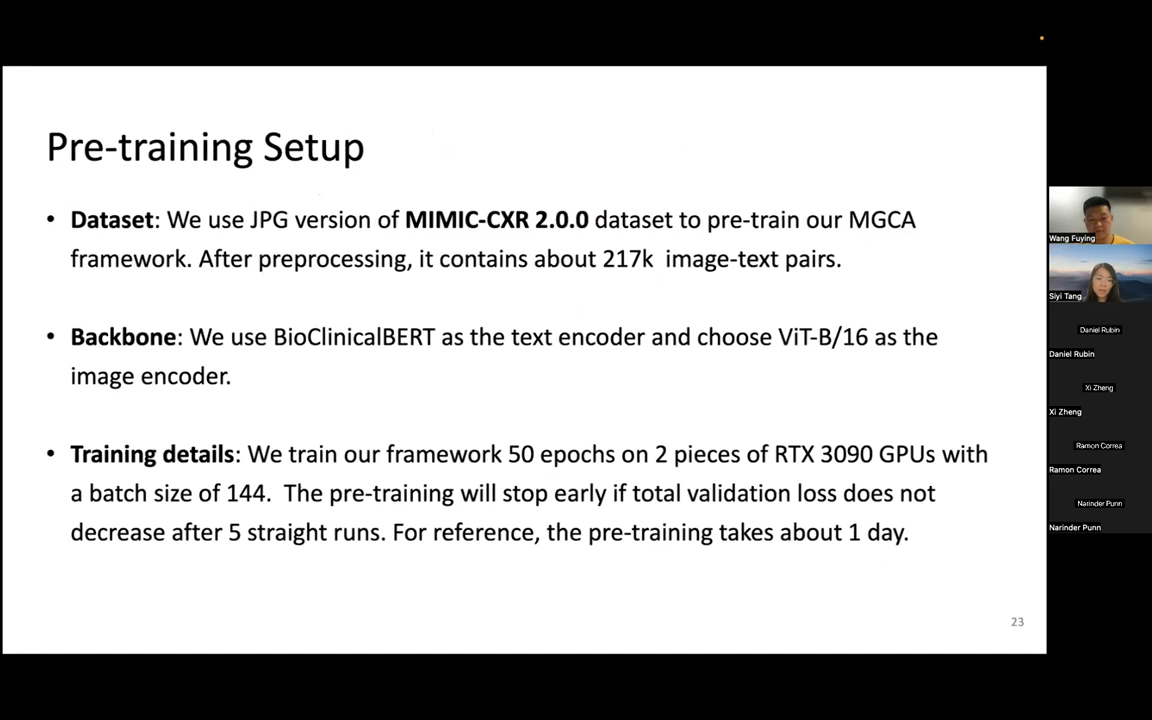 Pre-training Setup
• Dataset: We use JPG version of MIMIC-CXR 2.0.0 dataset to pre-train our MGCA
framework. After preprocessing, it contains about 217k image-text pairs.
• Backbone: We use BioClinicalBERT as the text encoder and choose ViT-B/16 as the
image encoder.
• Training details: We train our framework 50 epochs on 2 pieces of RTX 3090 GPUs with
a batch size of 144. The pre-training will stop early if total validation loss does not
decrease after 5 straight runs. For reference, the pre-training takes about 1 day.
23
Wang Fuying
Siyi Tang
Daniel Rubin
Daniel Rubin
Xi Zheng
Xi Zheng
Ramon Correa
Ramon Correa
Narinder Punn
Narinder Punn